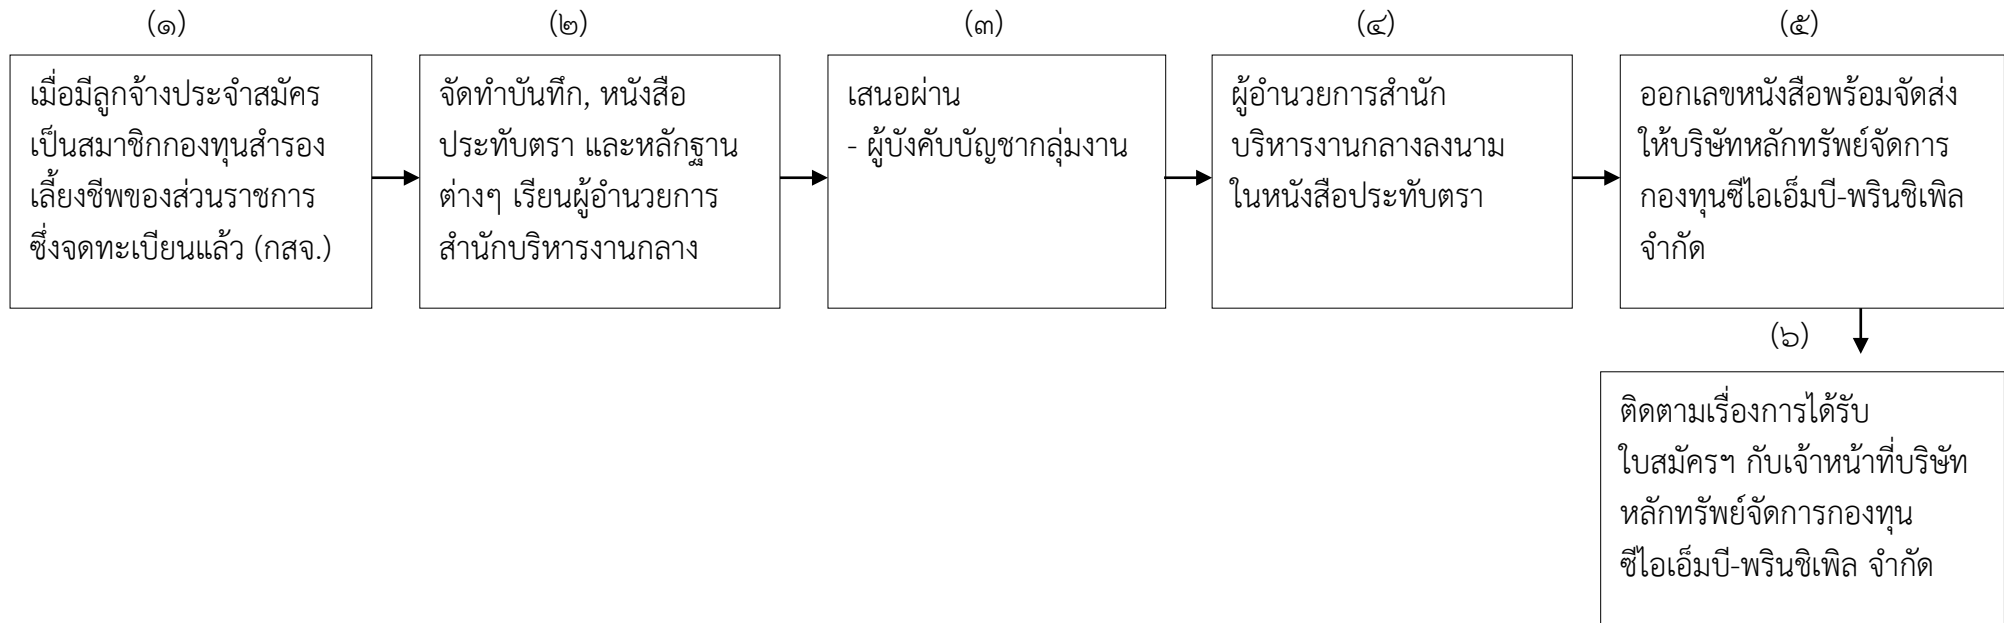 (๑)
เมื่อมีลูกจ้างประจำสมัคร
เป็นสมาชิกกองทุนสำรอง
เลี้ยงชีพของส่วนราชการ
ซึ่งจดทะเบียนแล้ว (กสจ.)
(๒)
จัดทำบันทึก, หนังสือ
ประทับตรา และหลักฐาน
ต่างๆ เรียนผู้อำนวยการ
สำนักบริหารงานกลาง
(๓)
เสนอผ่าน
- ผู้บังคับบัญชากลุ่มงาน
(๔)
ผู้อำนวยการสำนัก
บริหารงานกลางลงนาม
ในหนังสือประทับตรา
(๕)
ออกเลขหนังสือพร้อมจัดส่ง
ให้บริษัทหลักทรัพย์จัดการ
กองทุนซีไอเอ็มบี-พรินชิเพิล
จำกัด
(๖)
ติดตามเรื่องการได้รับ
ใบสมัครฯ กับเจ้าหน้าที่บริษัท
หลักทรัพย์จัดการกองทุน
ซีไอเอ็มบี-พรินชิเพิล จำกัด